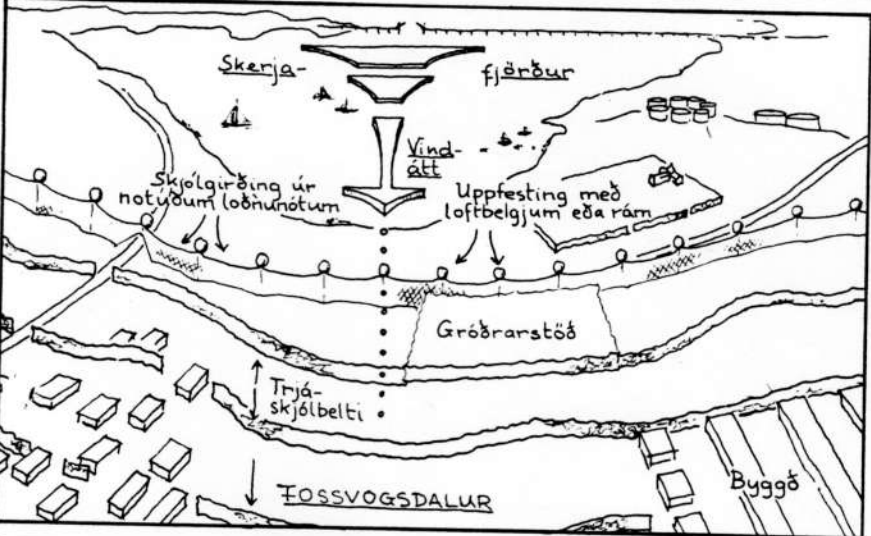 Skerja-
fjörður
Vind-
átt
Skjólgirðing úr
notuðum loðnunótum
Uppfesting með
loftbelgjum eða rám
Gróðrarstöð
Trjá-
skjólbelti
Byggð
FOSSVOGSDALUR